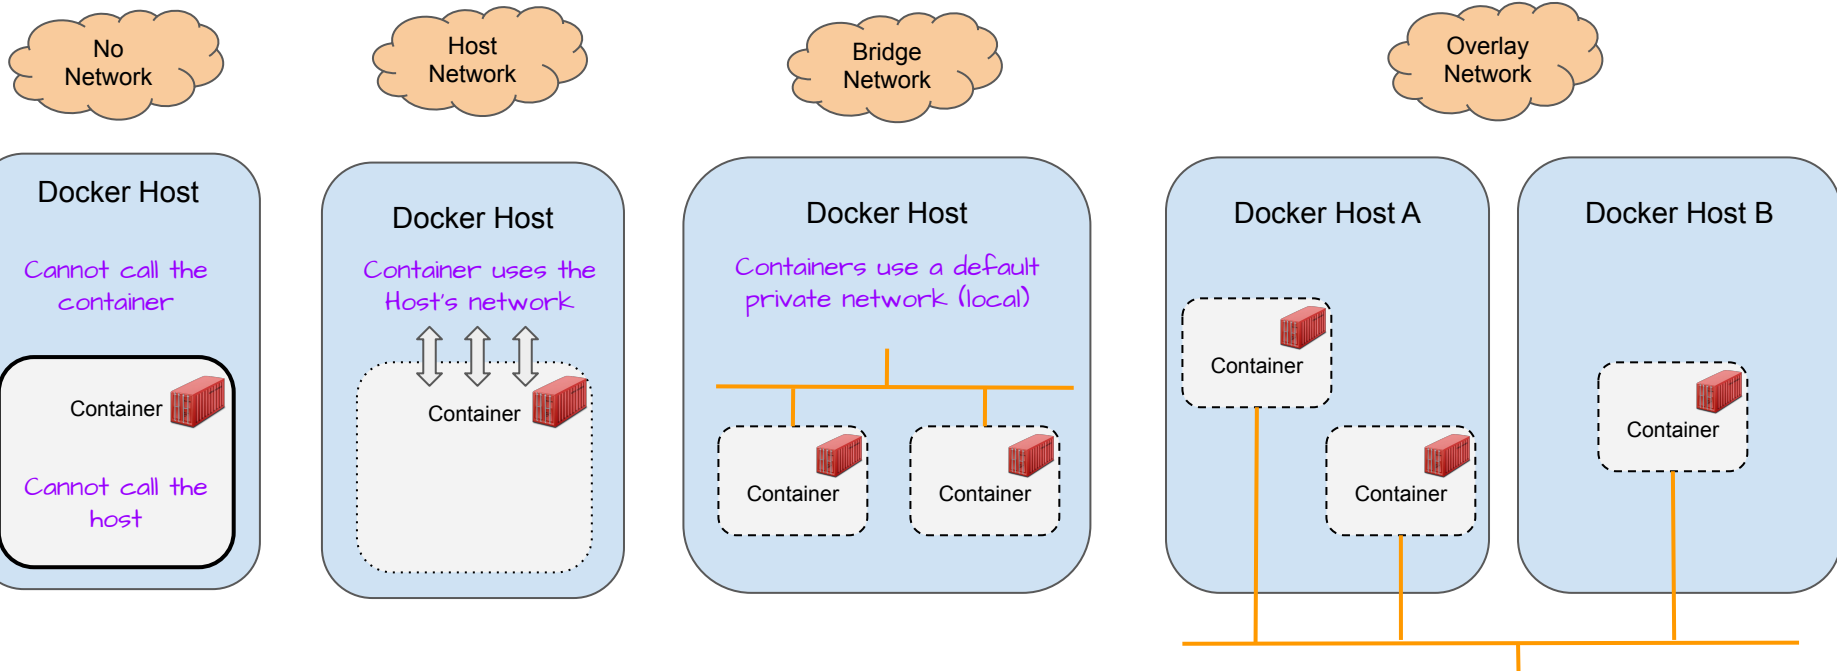 No
Network
Host
Network
Bridge
Network
Overlay
Network
Docker Host
Cannot call the
container
Container
Cannot call the
host
Docker Host
Container uses the
Host's network
Container
Docker Host
Containers use a default
private network (local)
Container
Container
Docker Host A
Container
Container
Docker Host B
Container